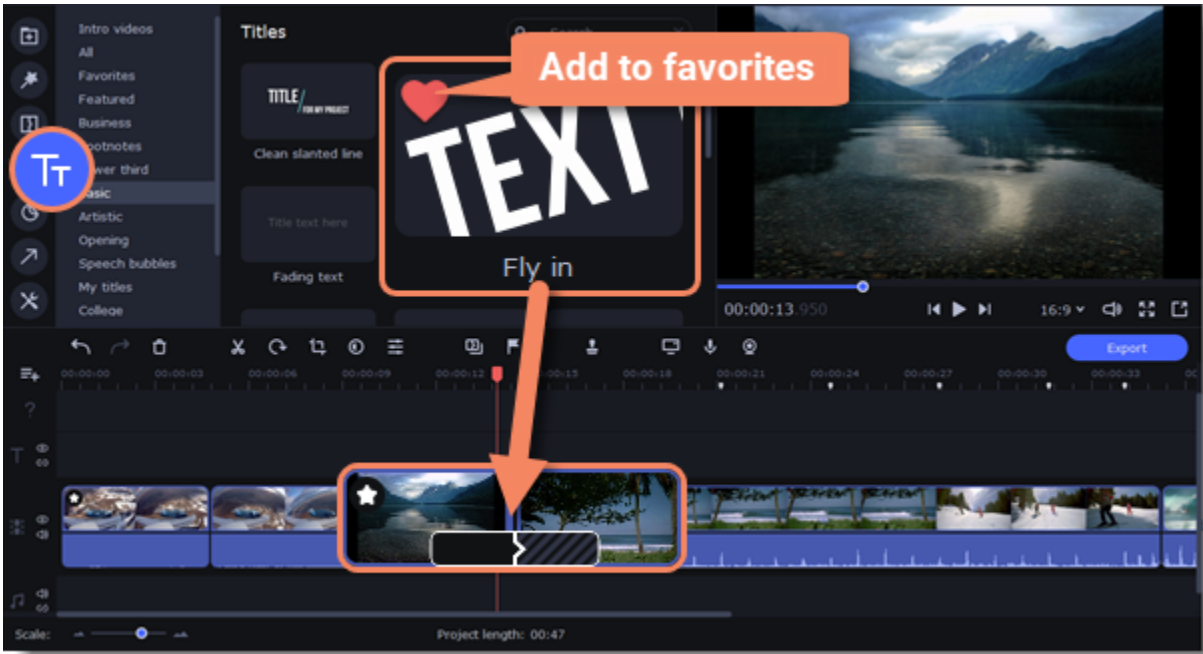 Intro videos
All
Favorites
Featured
Business
Footnotes
Lower third
Basic
Artistic
Opening
Speech bubbles
My titles
College
Tт
Titles
Search
TITLE/
FOR MY PROJECT
Clean slanted line
Title text here
Fading text
Add to favorites
TEXT
Fly in
00:00:13.950
16:9
Export
00:00:00 00:00:03 00:00:06 00:00:09 00:00:12 00:00:15 00:00:18 00:00:21 00:00:24 00:00:27 00:00:30 00:00:33
Scale:
Project length: 00:47